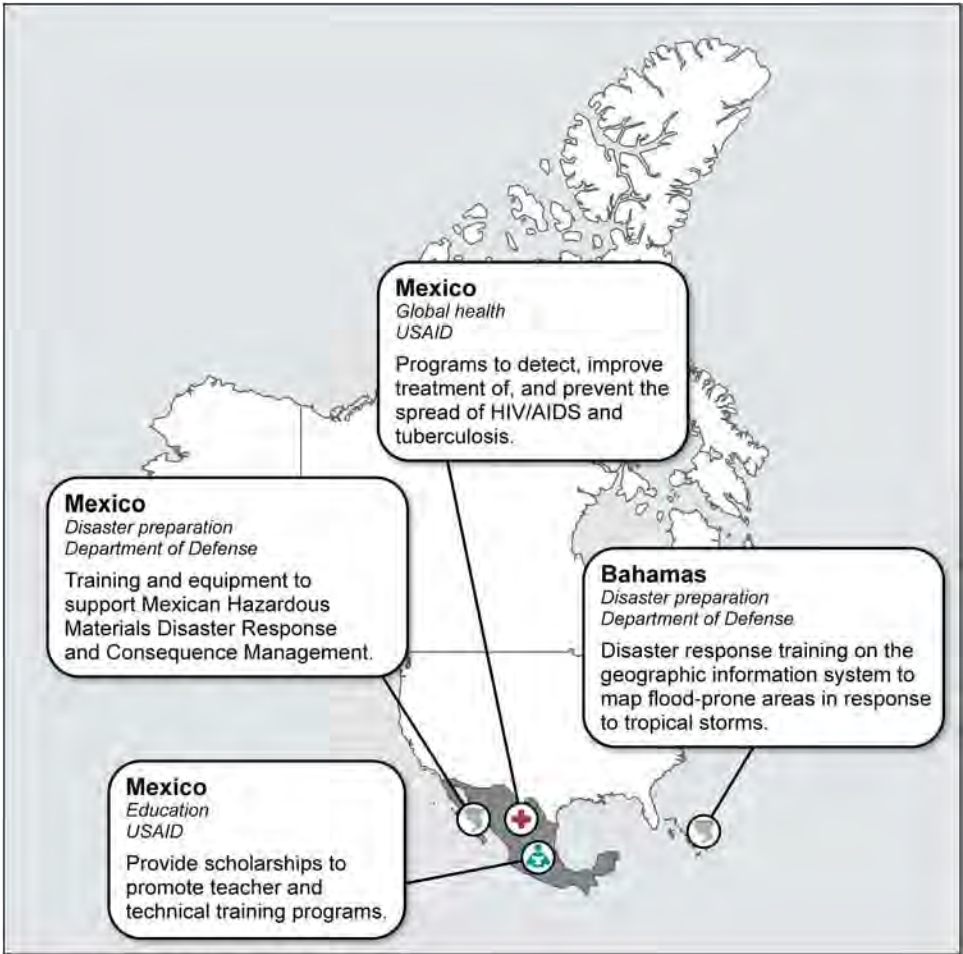 Mexico
Global health
USAID
Programs to detect, improve
treatment of, and prevent the
spread of HIV/AIDS and
tuberculosis.
Mexico
Disaster preparation
Department of Defense
Training and equipment to
support Mexican Hazardous
Materials Disaster Response
and Consequence Management.
Bahamas
Disaster preparation
Department of Defense
Disaster response training on the
geographic information system to
map flood-prone areas in response
to tropical storms.
Mexico
Education
USAID
Provide scholarships to
promote teacher and
technical training programs.